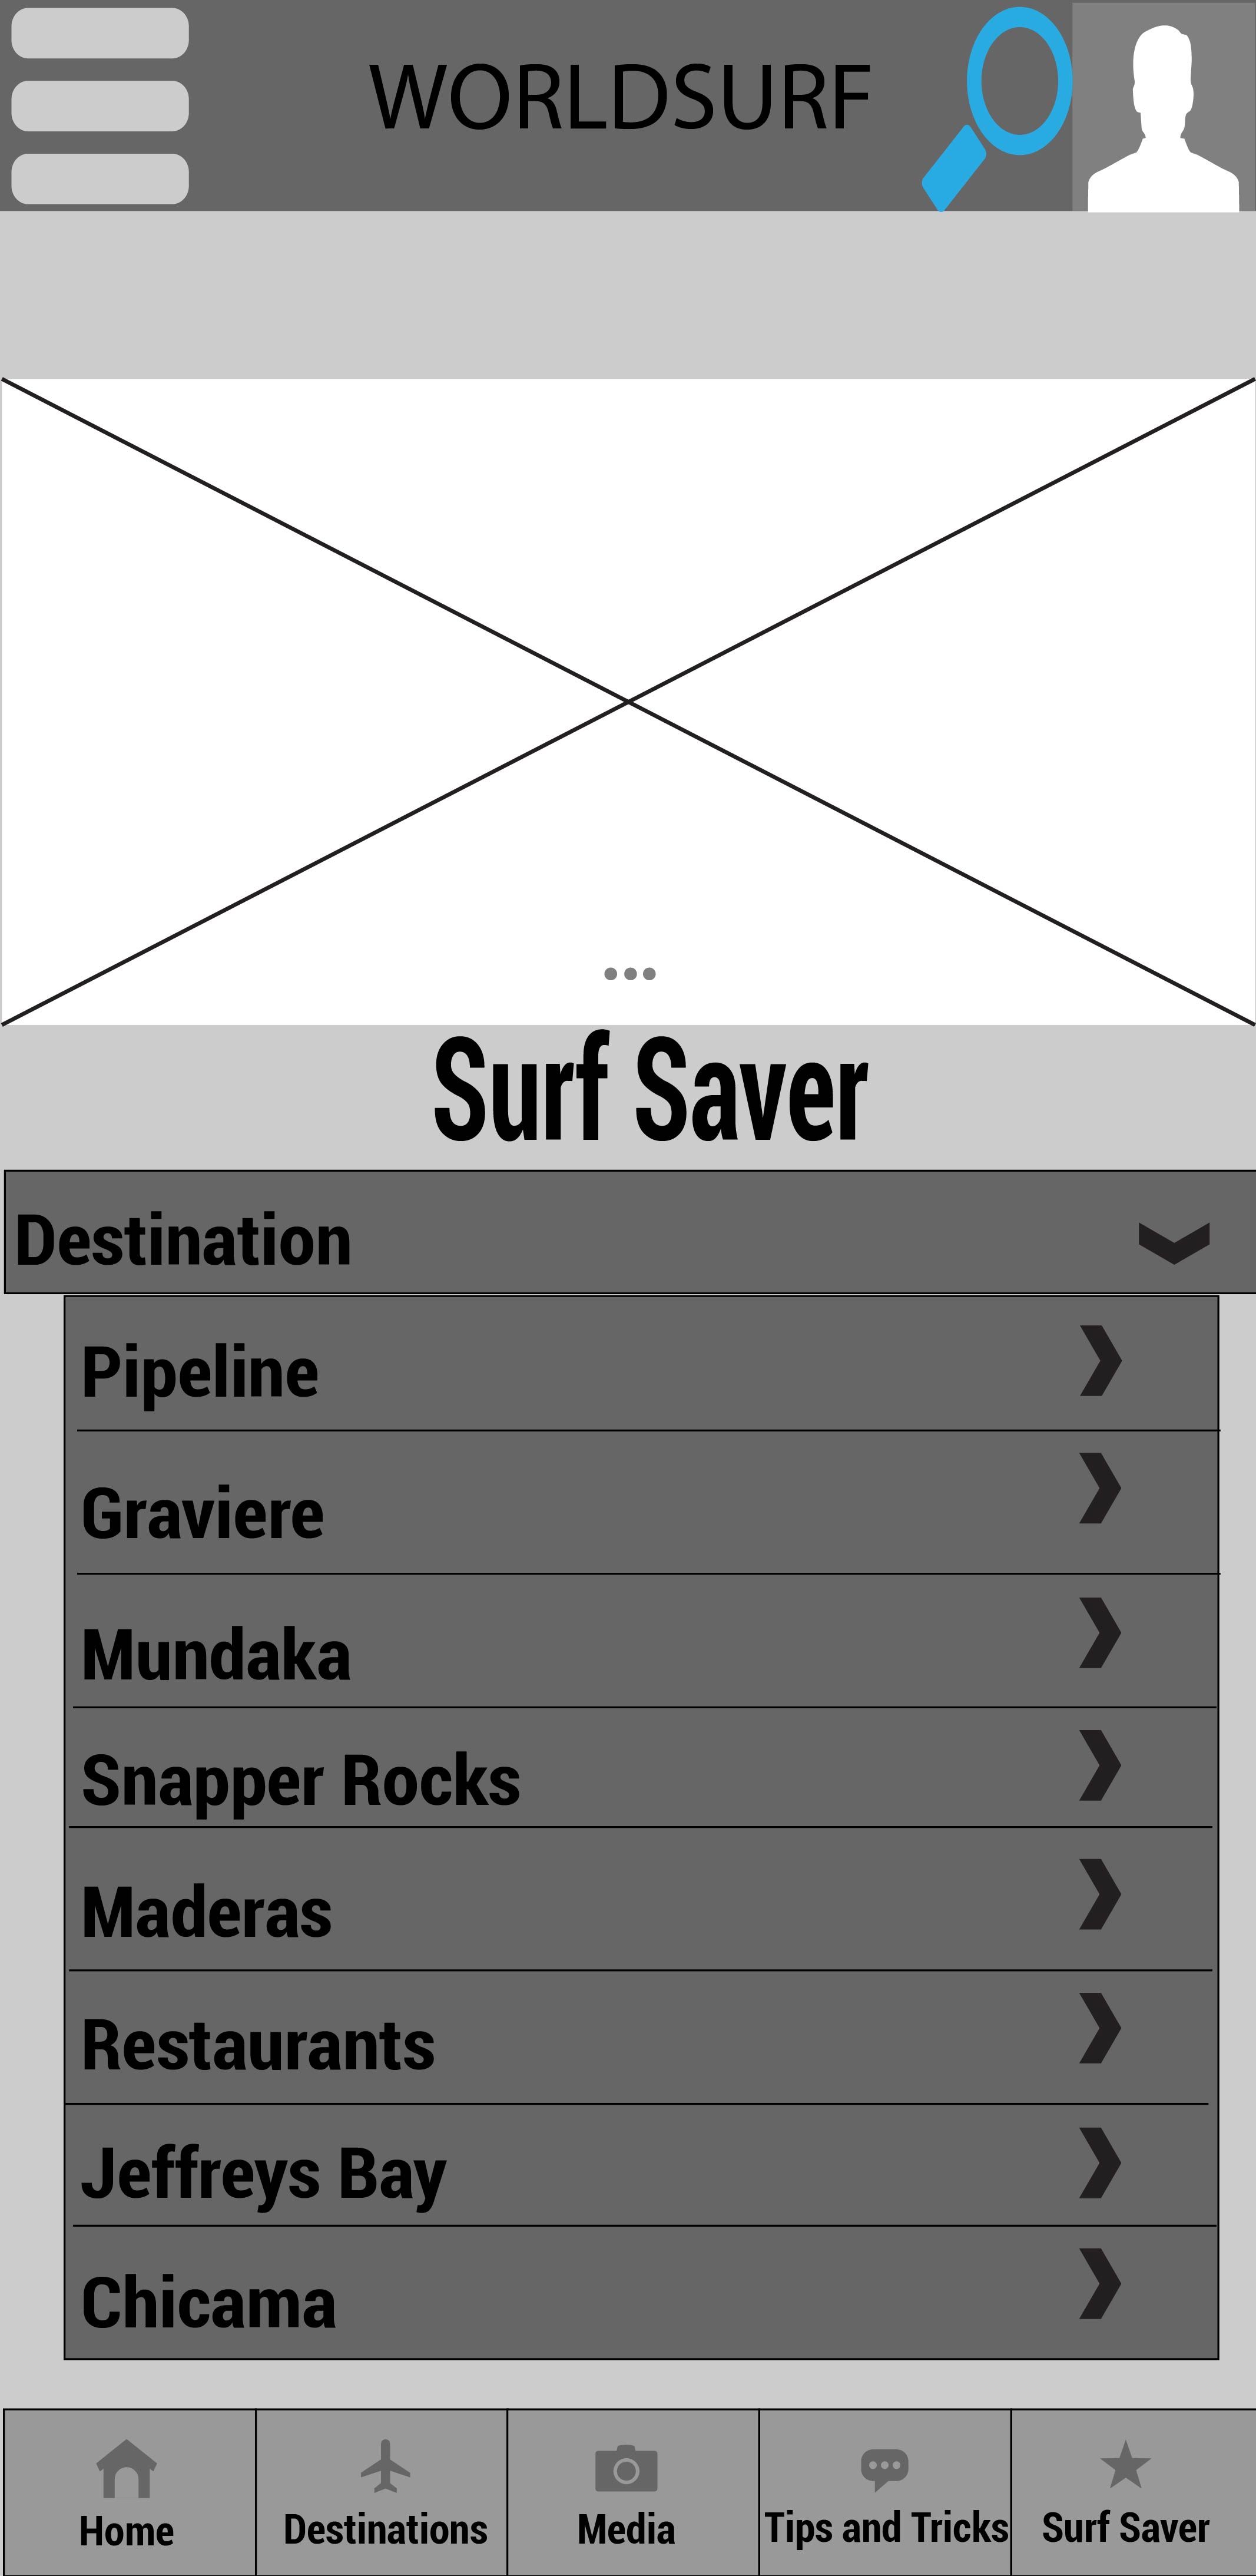 WORLDSURF
Surf Saver
Destination
Pipeline
Graviere
Mundaka
Snapper Rocks
Maderas
Restaurants
Jeffreys Bay
Chicama
Home
Destinations
Media
Tips and Tricks
Surf Saver